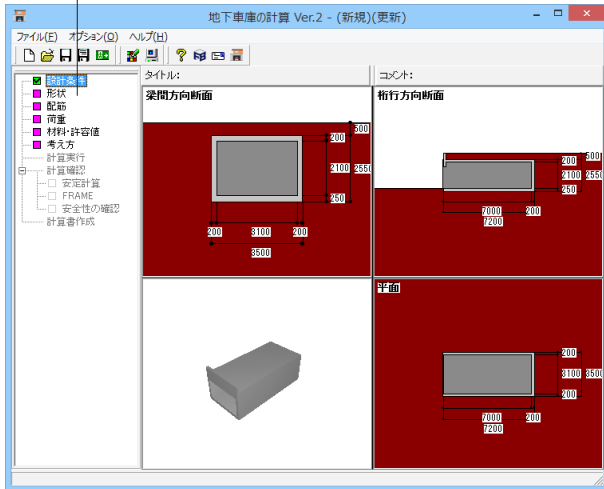 地下車庫の計算 Ver.2 - (新規)(更新)
ファイル(F) オプション(O) ヘルプ(H)
タイトル:
コメント:
設計条件
形状
配筋
荷重
材料・許容値
考え方
計算実行
計算確認
安定計算
FRAME
安全性の確認
計算書作成
梁間方向断面
500
200
2100 2550
250
200 3100 200
3500
桁行方向断面
500
200
2100 2550
250
7000 200
7200
平面
200
3100 3500
200
7000 200
7200